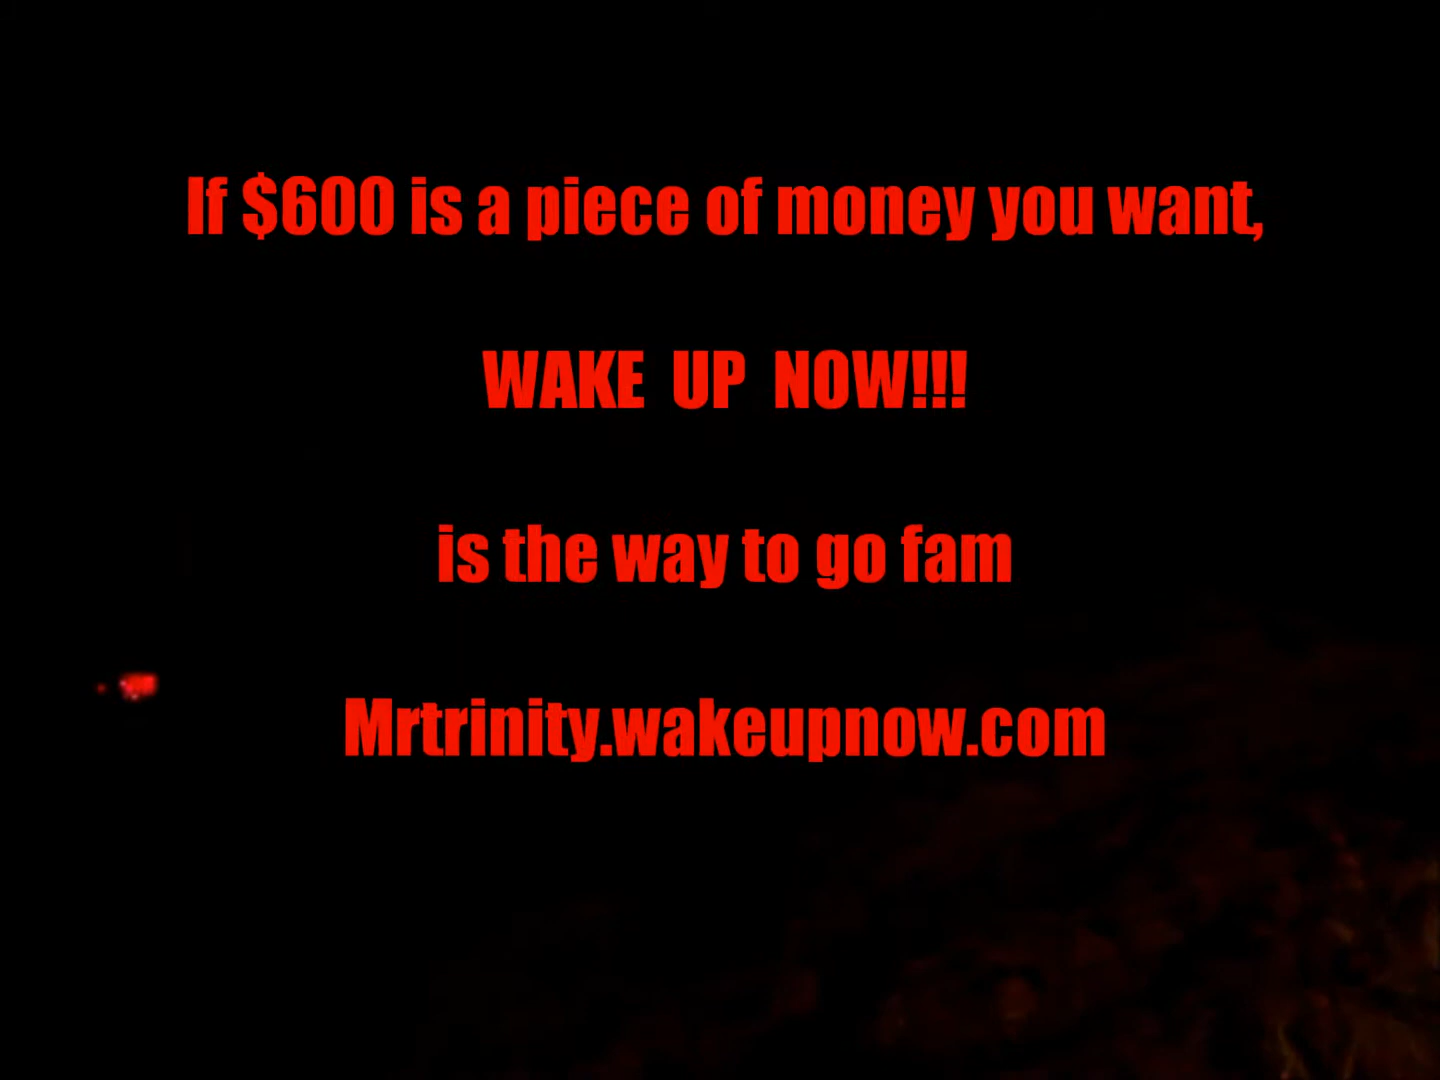 If $600 is a piece of money you want,
WAKE UP NOW!!!
is the way to go fam
Mrtrinity.wakeupnow.com